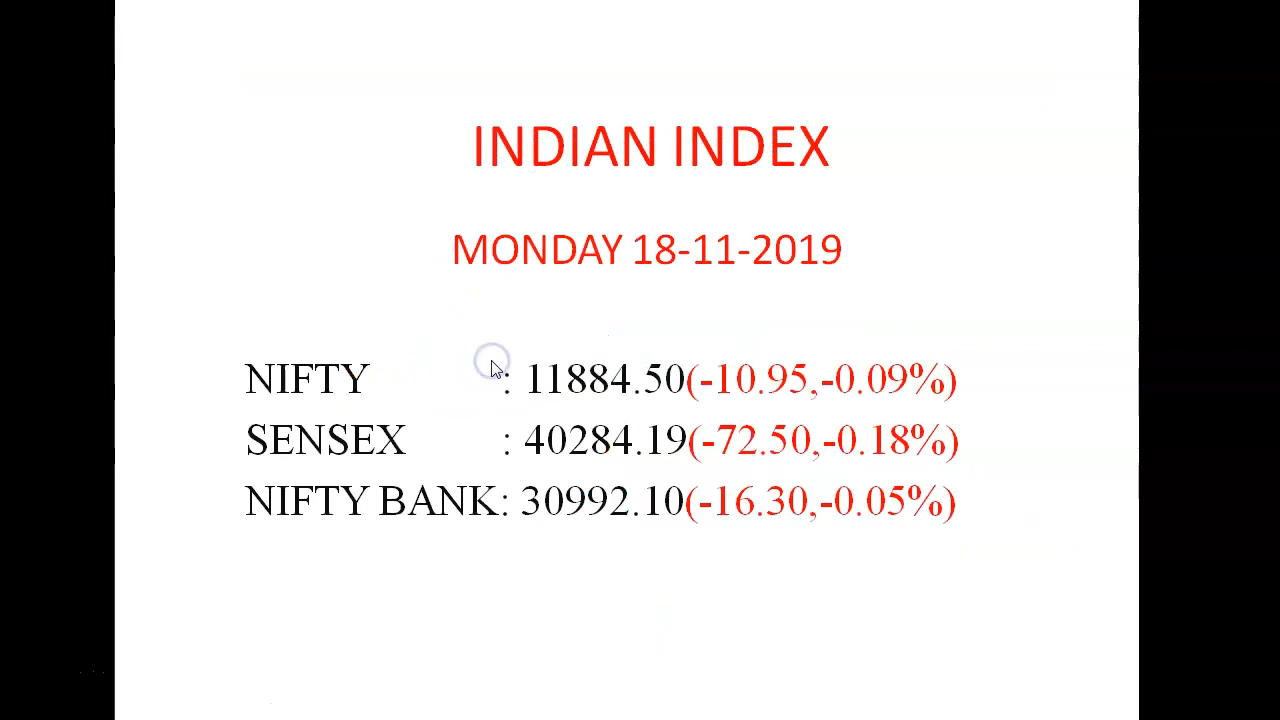 INDIAN INDEX
MONDAY 18-11-2019
NIFTY : 11884.50(-10.95,-0.09%)
SENSEX : 40284.19(-72.50,-0.18%)
NIFTY BANK: 30992.10(-16.30,-0.05%)